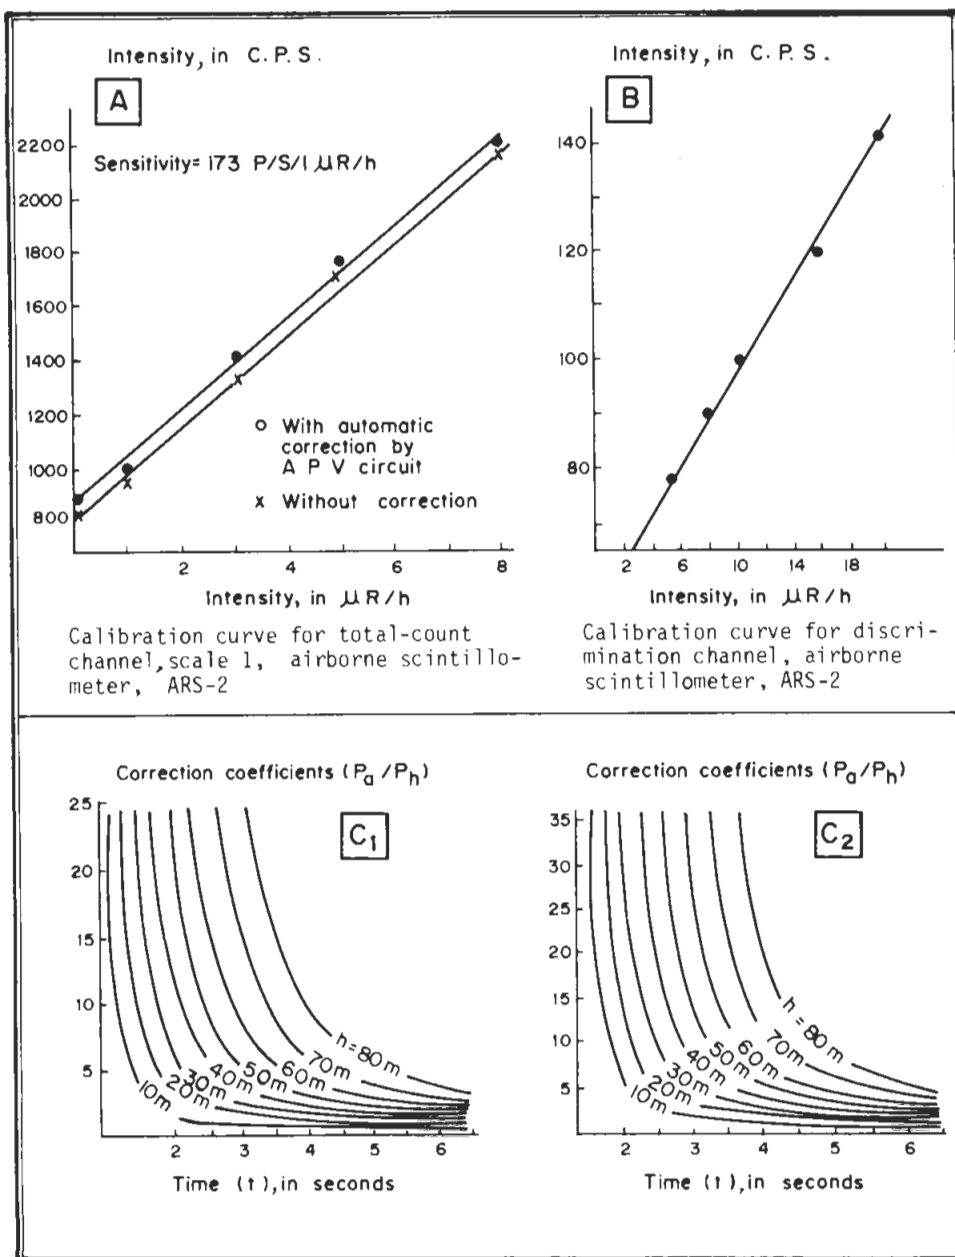 Intensity, in C.P.S.
A
2200
2000
1800
1600
1400
1200
1000
800
Sensitivity= 173 P/S/1 μR/h
o With automatic
correction by
A P V circuit
x Without correction
2 4 6 8
Intensity, in μR/h
Calibration curve for total-count
channel, scale 1, airborne scintillo-
meter, ARS-2
Intensity, in C.P.S.
B
140
120
100
80
2 6 10 14 18
Intensity, in μR/h
Calibration curve for discri-
mination channel, airborne
scintillometer, ARS-2
Correction coefficients (Pa/Ph)
C1
25
20
15
10
5
h = 80m
70m
60m
50m
40m
30m
20m
10m
2 3 4 5 6
Time (t), in seconds
Correction coefficients (Pa/Ph)
C2
35
30
25
20
15
10
5
h = 80m
70m
60m
50m
40m
30m
20m
10m
2 3 4 5 6
Time (t), in seconds